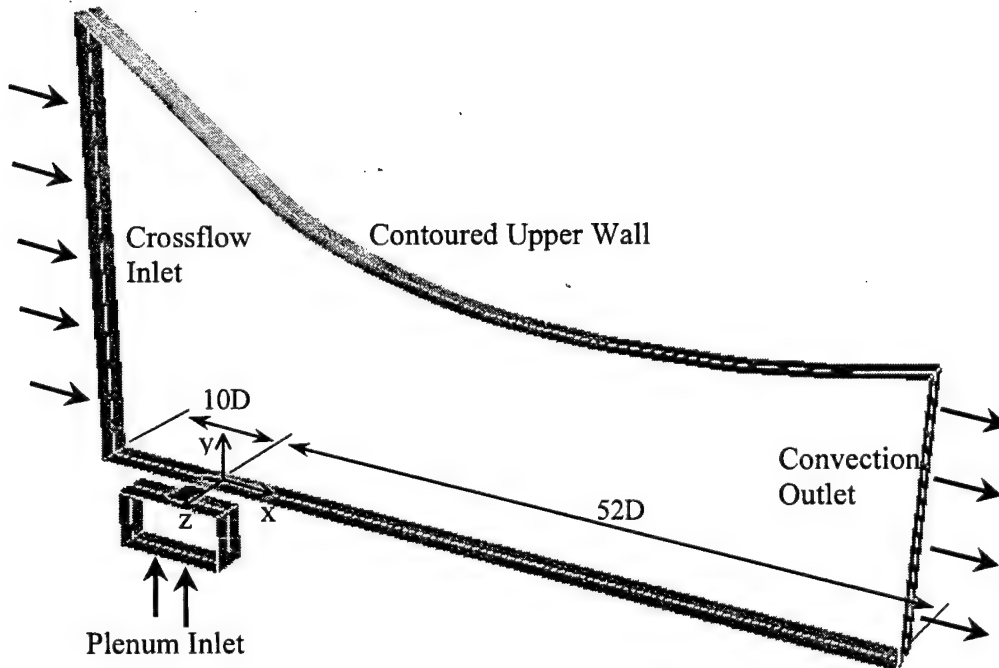 Crossflow
Inlet
Contoured Upper Wall
10D
y
z
x
52D
Convection
Outlet
Plenum Inlet